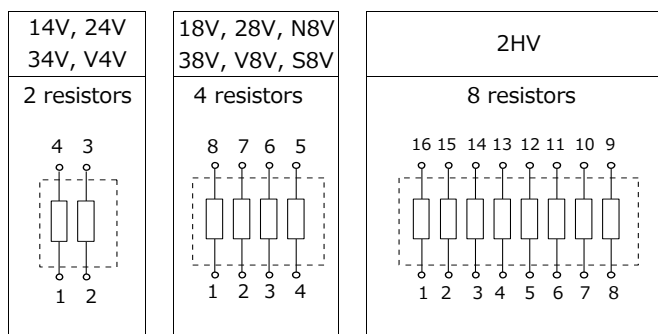 14V, 24V
34V, V4V
2 resistors
4 3
1 2
18V, 28V, N8V
38V, V8V, S8V
4 resistors
8 7 6 5
1 2 3 4
2HV
8 resistors
16 15 14 13 12 11 10 9
1 2 3 4 5 6 7 8